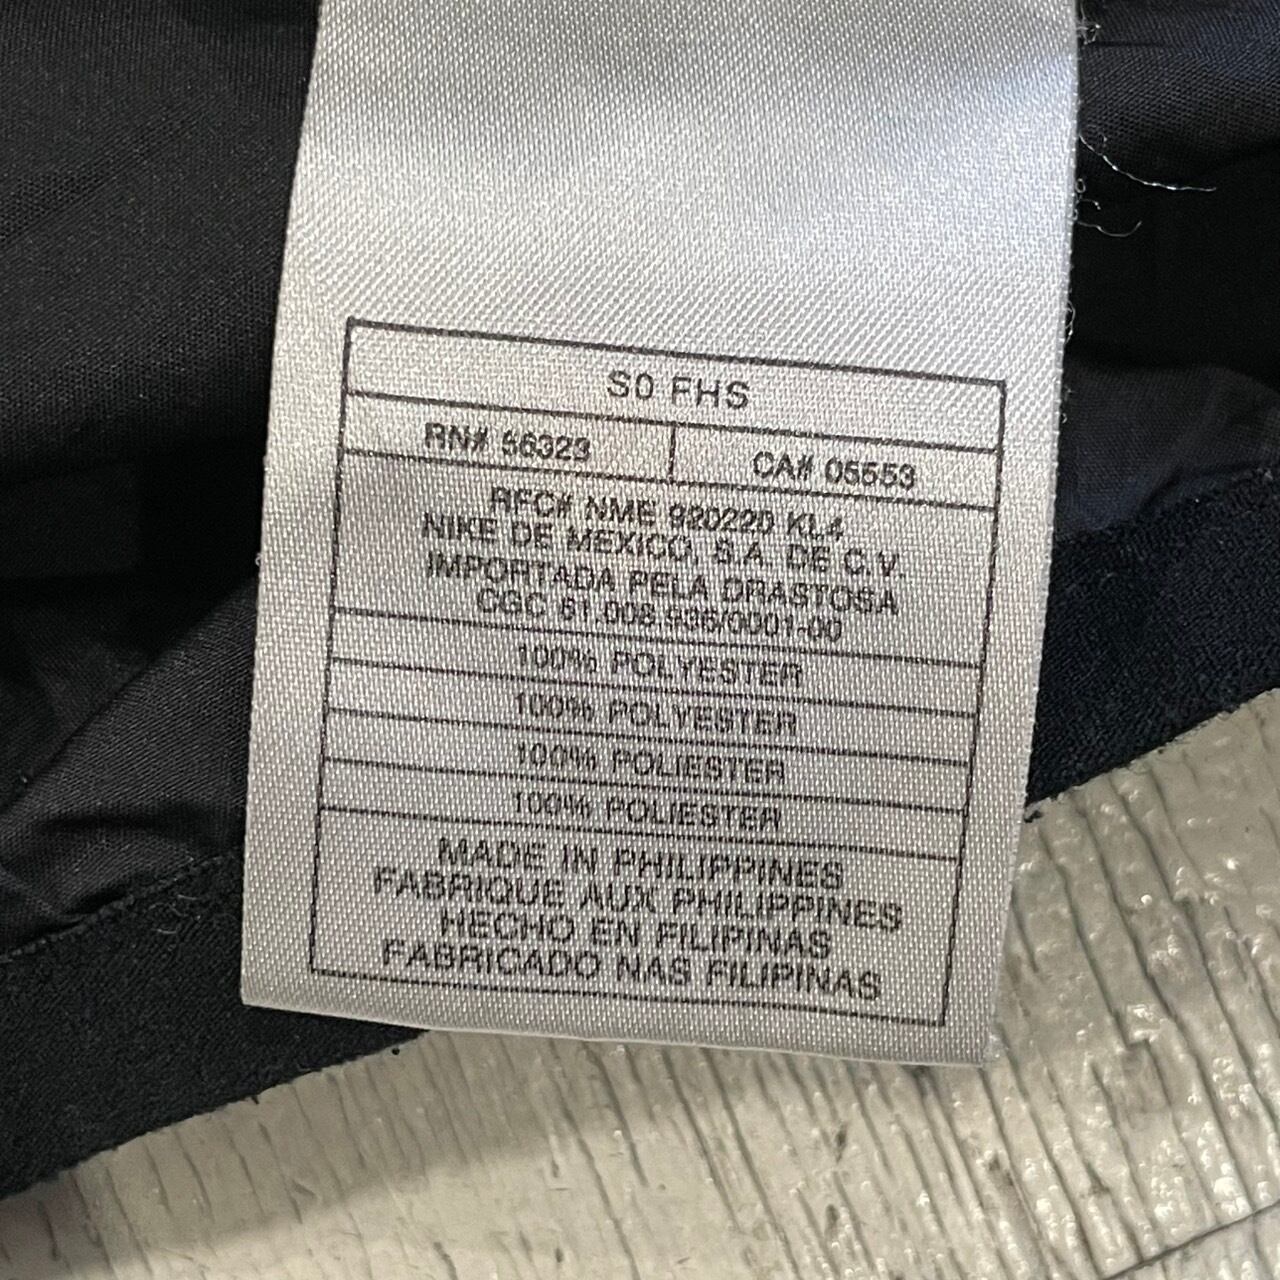 S0 FHS
RN# 56323 CA# 05553
RFC# NME 920220 KL4
NIKE DE MEXICO, S.A. DE C.V.
IMPORTADA PELA DRASTOSA
CGC 61.008.936/0001-00
100% POLYESTER
100% POLYESTER
100% POLIESTER
100% POLIESTER
MADE IN PHILIPPINES
FABRIQUE AUX PHILIPPINES
HECHO EN FILIPINAS
FABRICADO NAS FILIPINAS